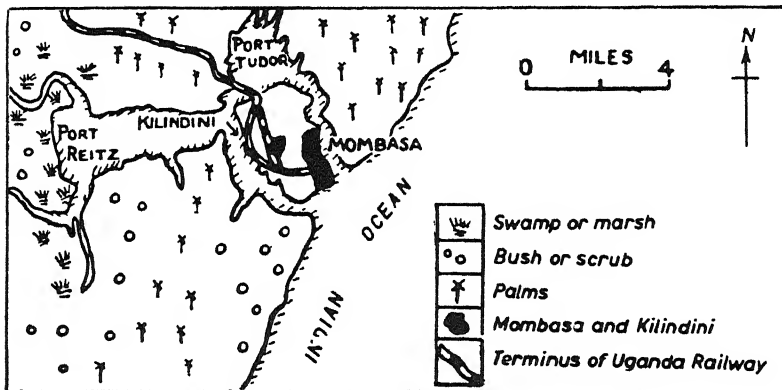 PORT
TUDOR
MILES
0 4
N
KILINDINI
MOMBASA
PORT
REITZ
OCEAN
INDIAN
Swamp or marsh
Bush or scrub
Palms
Mombasa and Kilindini
Terminus of Uganda Railway